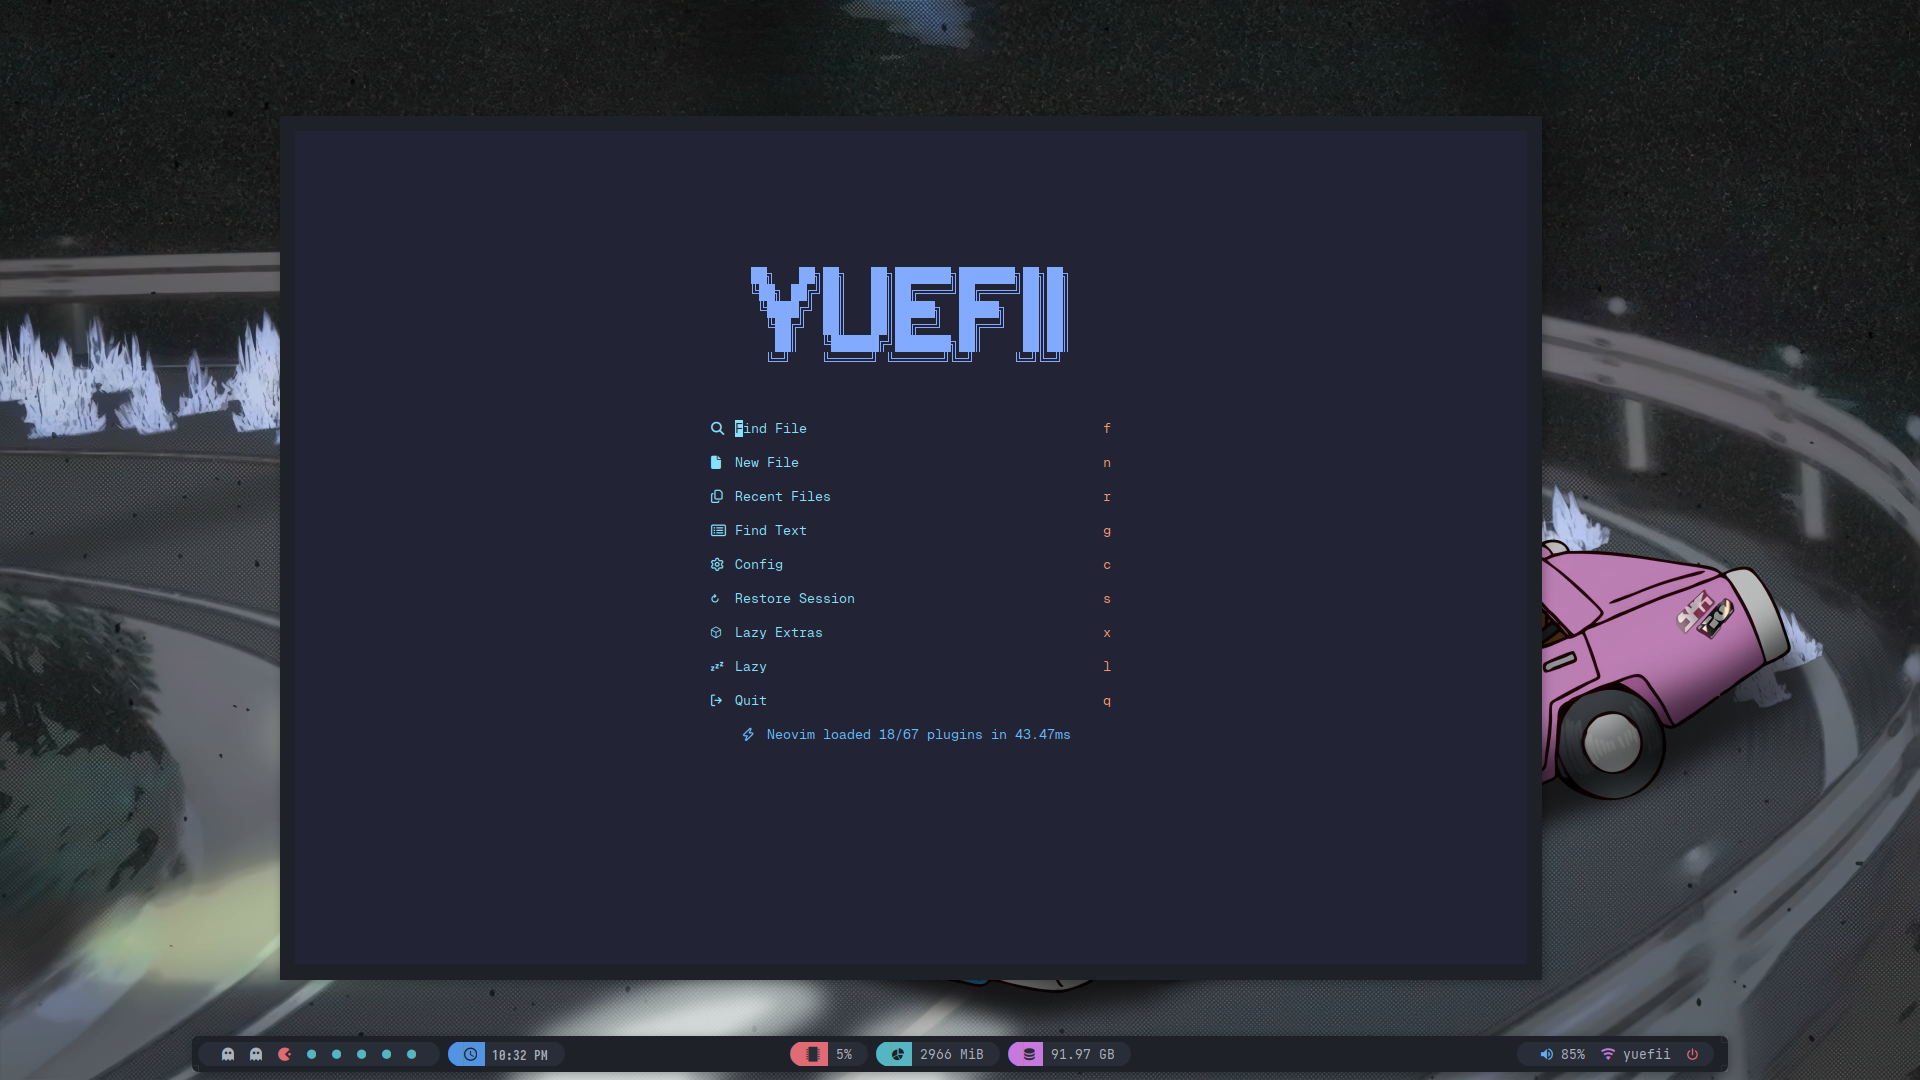 YUEFII
Find File f
New File n
Recent Files r
Find Text g
Config c
Restore Session s
Lazy Extras x
zzz Lazy l
Quit q
Neovim loaded 18/67 plugins in 43.47ms
10:32 PM 5% 2966 MiB 91.97 GB 85% yuefii